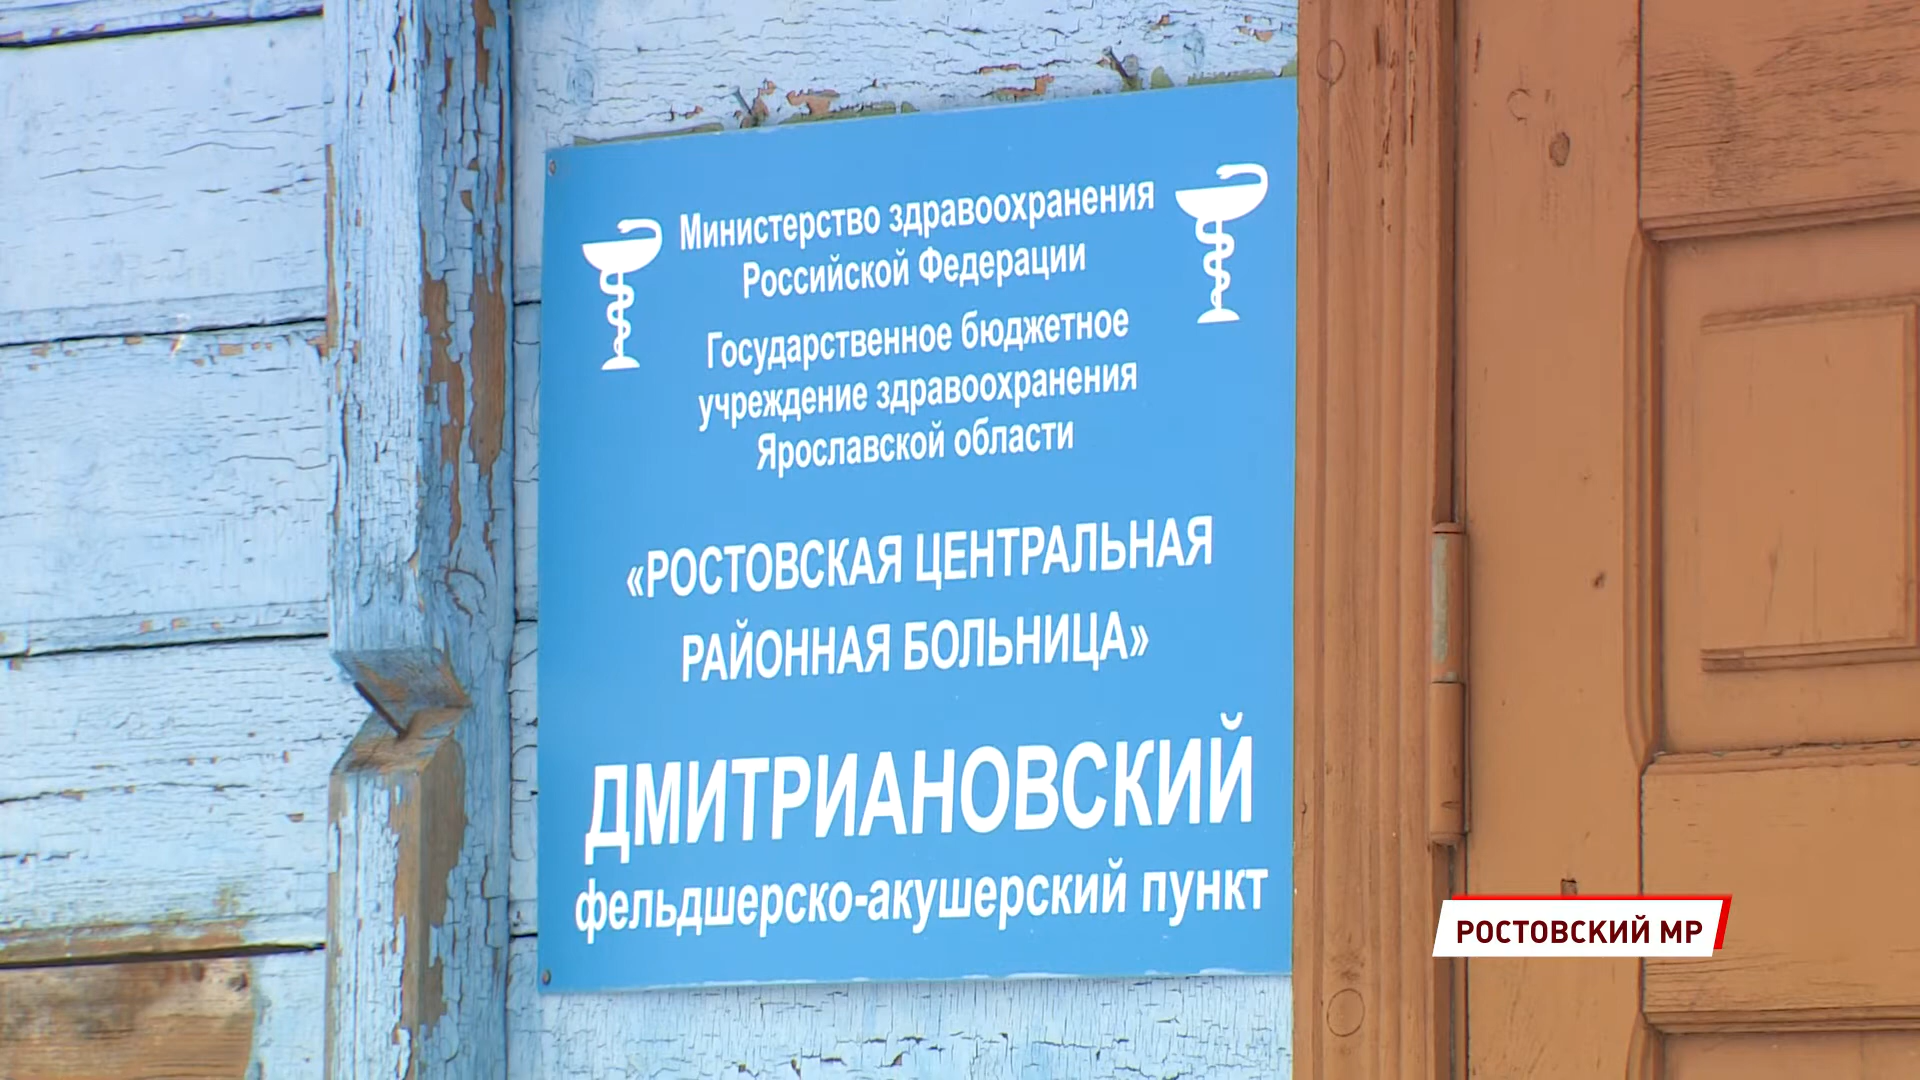 Министерство здравоохранения
Российской Федерации
Государственное бюджетное
учреждение здравоохранения
Ярославской области
«РОСТОВСКАЯ ЦЕНТРАЛЬНАЯ
РАЙОННАЯ БОЛЬНИЦА»
ДМИТРИАНОВСКИЙ
фельдшерско-акушерский пункт
РОСТОВСКИЙ МР